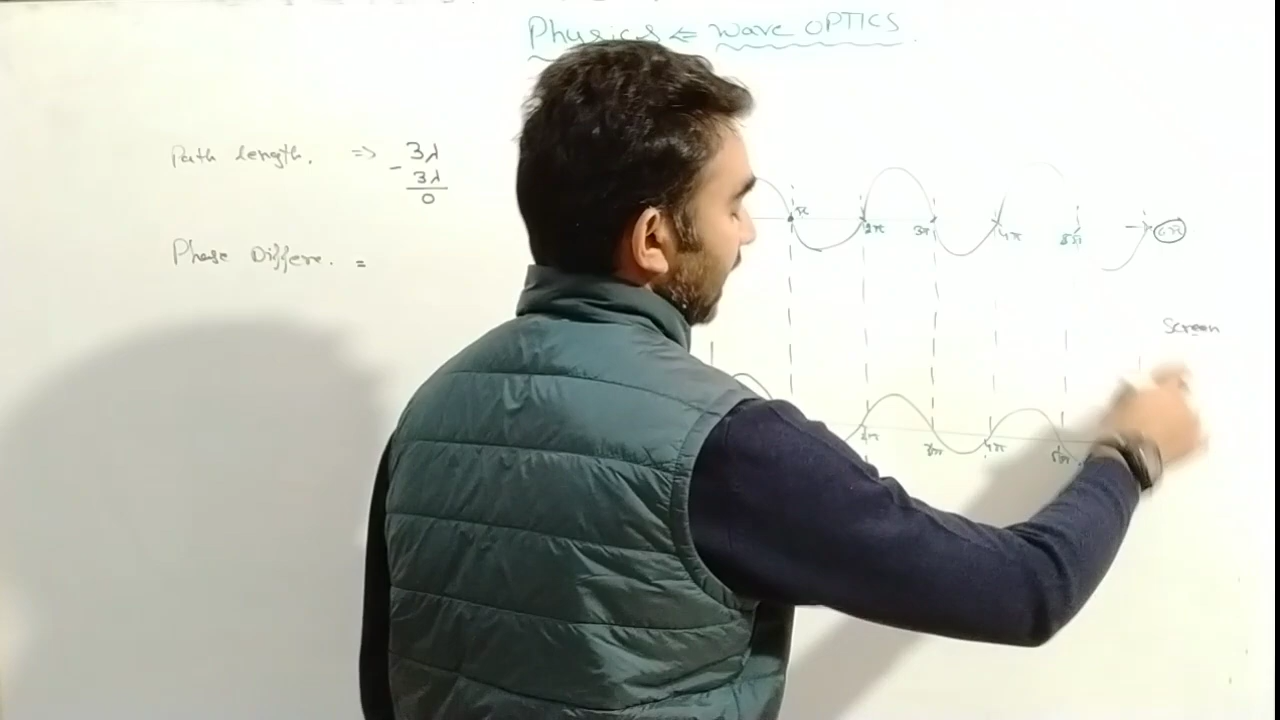 Physics ⇐ Wave OPTICS
Path Length. ⇒ 3λ
- 3λ
0
Phase Differe. =
π 2π 3π 4π 5π 6π
Screen
2π 3π 4π 5π